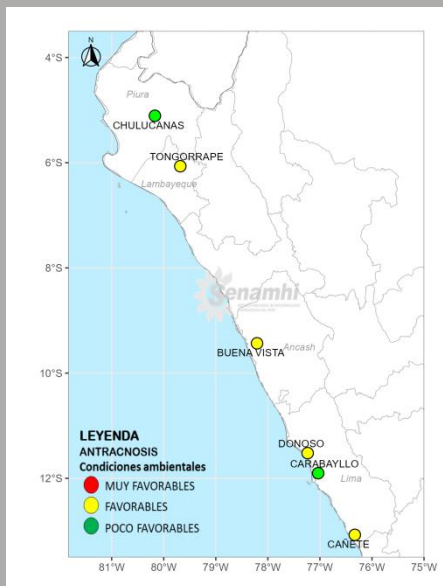 N
4°S
Piura
CHULUCANAS
TONGORRAPE
6°S
Lambayeque
8°S
Senamhi
BUENA VISTA
Ancash
10°S
DONOSO
CARABAYLLO
Lima
12°S
CAÑETE
LEYENDA
ANTRACNOSIS
Condiciones ambientales
MUY FAVORABLES
FAVORABLES
POCO FAVORABLES
81°W 80°W 79°W 78°W 77°W 76°W 75°W